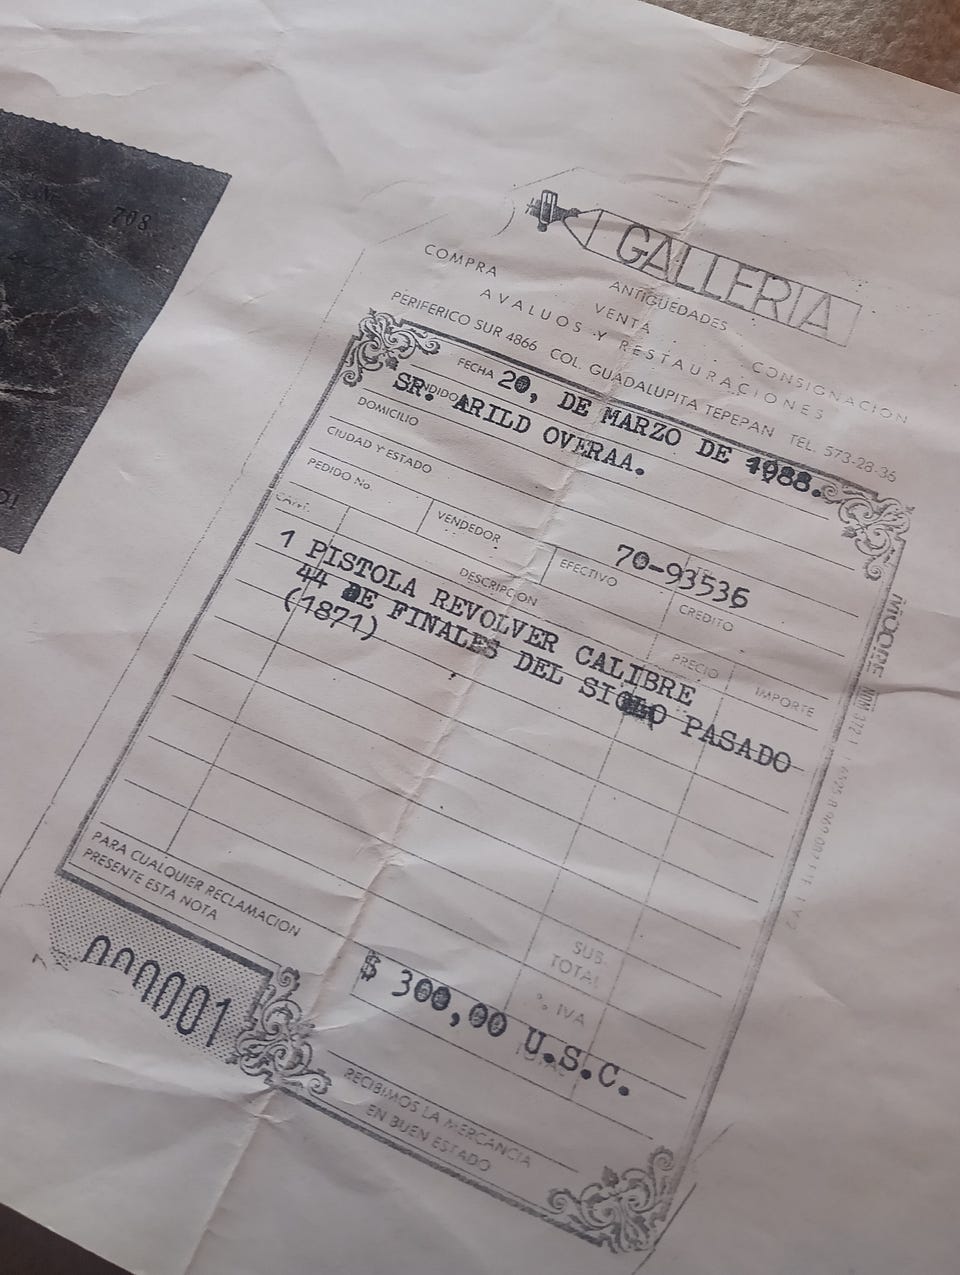 708
GALLERIA
ANTIGÜEDADES
COMPRA VENTA CONSIGNACION
AVALUOS Y RESTAURACIONES
PERIFERICO SUR 4866 COL. GUADALUPITA TEPEPAN TEL. 573-28-36
FECHA 20, DE MARZO DE 1988.
SR. ARILD OVERAA.
DOMICILIO
CIUDAD Y ESTADO
70-93536
PEDIDO No. VENDEDOR EFECTIVO CREDITO
CANT. DESCRIPCION PRECIO IMPORTE
1 PISTOLA REVOLVER CALIBRE
44 DE FINALES DEL SIGLO PASADO
(1871)
PARA CUALQUIER RECLAMACION
PRESENTE ESTA NOTA
SUB.
TOTAL
% IVA
$ 300,00 U.S.C.
000001
RECIBIMOS LA MERCANCIA
EN BUEN ESTADO